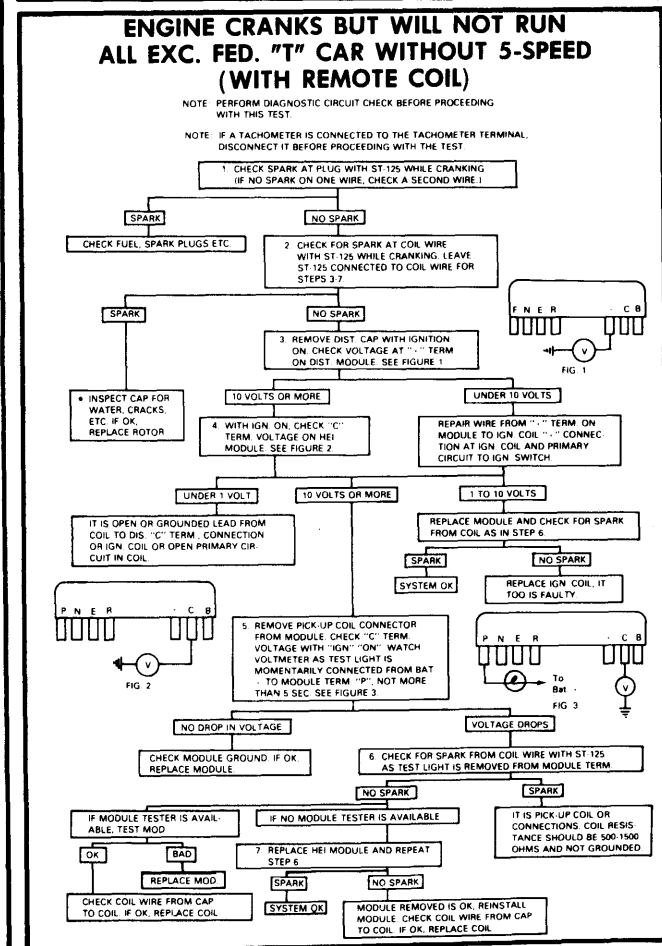 ENGINE CRANKS BUT WILL NOT RUN
ALL EXC. FED. "T" CAR WITHOUT 5-SPEED
(WITH REMOTE COIL)
NOTE PERFORM DIAGNOSTIC CIRCUIT CHECK BEFORE PROCEEDING
WITH THIS TEST.
NOTE: IF A TACHOMETER IS CONNECTED TO THE TACHOMETER TERMINAL,
DISCONNECT IT BEFORE PROCEEDING WITH THE TEST.
1. CHECK SPARK AT PLUG WITH ST-125 WHILE CRANKING
(IF NO SPARK ON ONE WIRE, CHECK A SECOND WIRE.)
SPARK
NO SPARK
CHECK FUEL, SPARK PLUGS ETC.
2. CHECK FOR SPARK AT COIL WIRE
WITH ST-125 WHILE CRANKING. LEAVE
ST-125 CONNECTED TO COIL WIRE FOR
STEPS 3-7.
SPARK
NO SPARK
F N E R · C B
V
FIG. 1
3. REMOVE DIST. CAP WITH IGNITION
ON. CHECK VOLTAGE AT "·" TERM
ON DIST. MODULE. SEE FIGURE 1
• INSPECT CAP FOR
WATER, CRACKS,
ETC. IF OK,
REPLACE ROTOR
10 VOLTS OR MORE
UNDER 10 VOLTS
4. WITH IGN. ON, CHECK "C"
TERM. VOLTAGE ON HEI
MODULE. SEE FIGURE 2.
REPAIR WIRE FROM "·" TERM. ON
MODULE TO IGN. COIL "·" CONNEC-
TION AT IGN. COIL AND PRIMARY
CIRCUIT TO IGN. SWITCH.
UNDER 1 VOLT
10 VOLTS OR MORE
1 TO 10 VOLTS
IT IS OPEN OR GROUNDED LEAD FROM
COIL TO DIS. "C" TERM., CONNECTION
OR IGN. COIL OR OPEN PRIMARY CIR-
CUIT IN COIL.
REPLACE MODULE AND CHECK FOR SPARK
FROM COIL AS IN STEP 6.
SPARK
NO SPARK
SYSTEM OK
REPLACE IGN. COIL, IT
TOO IS FAULTY.
P N E R · C B
V
FIG. 2
5. REMOVE PICK-UP COIL CONNECTOR
FROM MODULE. CHECK "C" TERM.
VOLTAGE WITH "IGN" "ON" WATCH
VOLTMETER AS TEST LIGHT IS
MOMENTARILY CONNECTED FROM BAT
· TO MODULE TERM. "P", NOT MORE
THAN 5 SEC. SEE FIGURE 3.
P N E R · C B
To
Bat ·
V
FIG. 3
NO DROP IN VOLTAGE
VOLTAGE DROPS
CHECK MODULE GROUND. IF OK,
REPLACE MODULE.
6. CHECK FOR SPARK FROM COIL WIRE WITH ST-125
AS TEST LIGHT IS REMOVED FROM MODULE TERM.
NO SPARK
SPARK
IF MODULE TESTER IS AVAIL-
ABLE, TEST MOD
IF NO MODULE TESTER IS AVAILABLE
IT IS PICK-UP COIL OR
CONNECTIONS. COIL RESIS-
TANCE SHOULD BE 500-1500
OHMS AND NOT GROUNDED
OK
BAD
7. REPLACE HEI MODULE AND REPEAT
STEP 6
REPLACE MOD.
SPARK
NO SPARK
CHECK COIL WIRE FROM CAP
TO COIL. IF OK, REPLACE COIL
SYSTEM OK
MODULE REMOVED IS OK, REINSTALL
MODULE. CHECK COIL WIRE FROM CAP
TO COIL. IF OK, REPLACE COIL